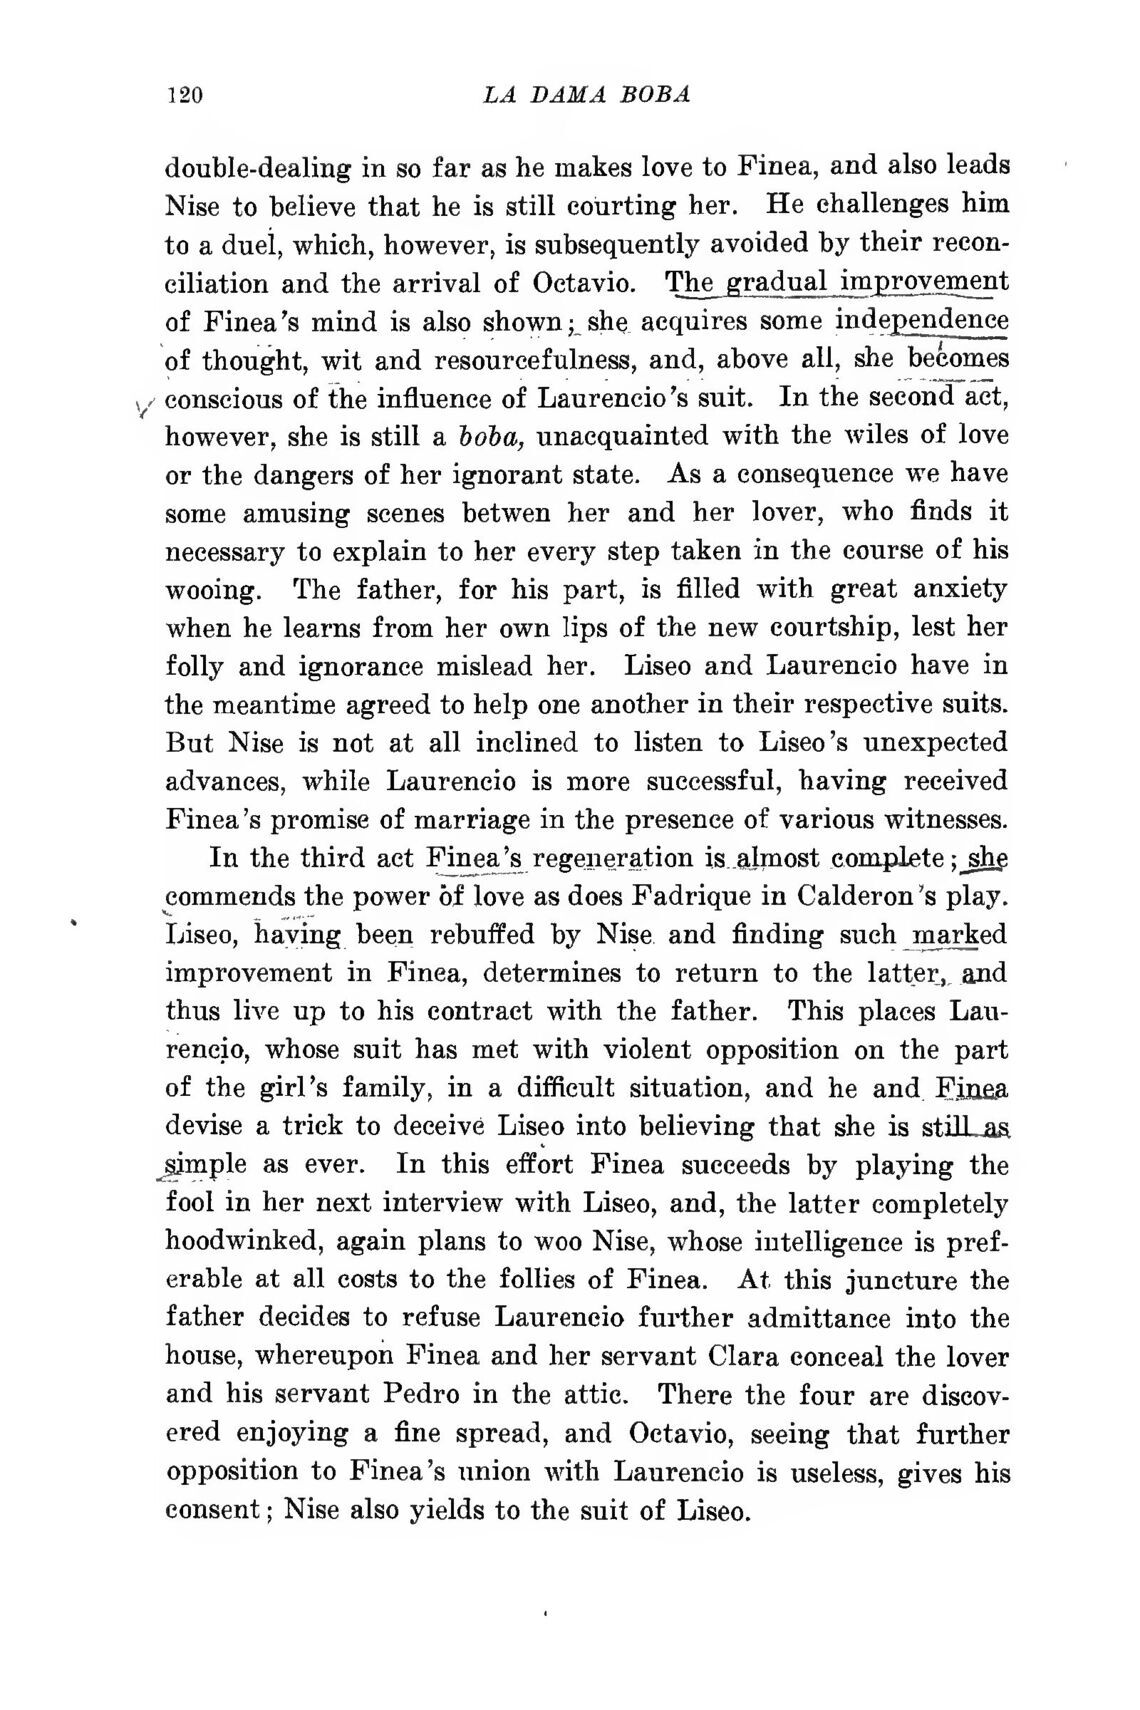 120 LA DAMA BOBA
double-dealing in so far as he makes love to Finea, and also leads
Nise to believe that he is still courting her. He challenges him
to a duel, which, however, is subsequently avoided by their recon-
ciliation and the arrival of Octavio. The gradual improvement
of Finea's mind is also shown; she acquires some independence
of thought, wit and resourcefulness, and, above all, she becomes
conscious of the influence of Laurencio's suit. In the second act,
however, she is still a boba, unacquainted with the wiles of love
or the dangers of her ignorant state. As a consequence we have
some amusing scenes betwen her and her lover, who finds it
necessary to explain to her every step taken in the course of his
wooing. The father, for his part, is filled with great anxiety
when he learns from her own lips of the new courtship, lest her
folly and ignorance mislead her. Liseo and Laurencio have in
the meantime agreed to help one another in their respective suits.
But Nise is not at all inclined to listen to Liseo's unexpected
advances, while Laurencio is more successful, having received
Finea's promise of marriage in the presence of various witnesses.
In the third act Finea's regeneration is almost complete; she
commends the power of love as does Fadrique in Calderon's play.
Liseo, having been rebuffed by Nise and finding such marked
improvement in Finea, determines to return to the latter, and
thus live up to his contract with the father. This places Lau-
rencio, whose suit has met with violent opposition on the part
of the girl's family, in a difficult situation, and he and Finea
devise a trick to deceive Liseo into believing that she is still as
simple as ever. In this effort Finea succeeds by playing the
fool in her next interview with Liseo, and, the latter completely
hoodwinked, again plans to woo Nise, whose intelligence is pref-
erable at all costs to the follies of Finea. At this juncture the
father decides to refuse Laurencio further admittance into the
house, whereupon Finea and her servant Clara conceal the lover
and his servant Pedro in the attic. There the four are discov-
ered enjoying a fine spread, and Octavio, seeing that further
opposition to Finea's union with Laurencio is useless, gives his
consent; Nise also yields to the suit of Liseo.